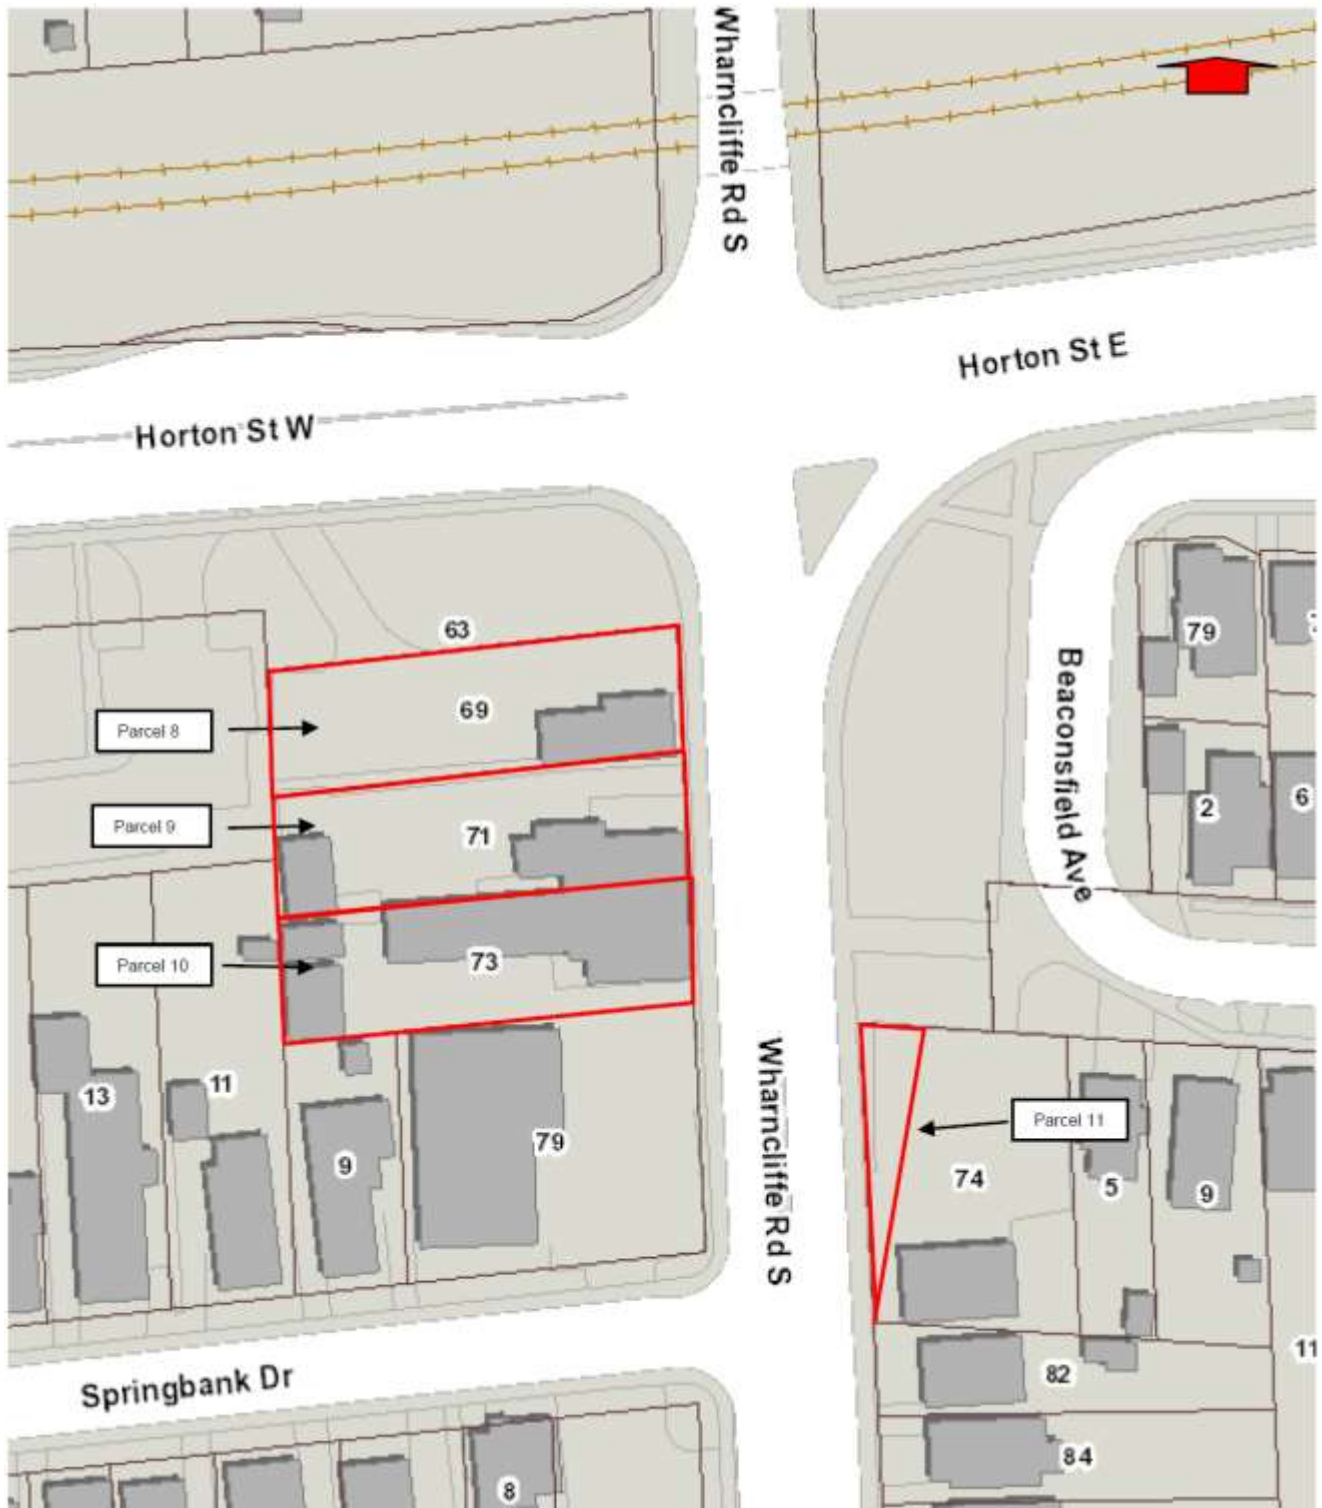 Wharncliffe Rd S
Horton St E
Horton St W
63
79
Parcel 8
69
Beaconsfield Ave
Parcel 9
71
2
6
Parcel 10
73
Wharncliffe Rd S
13
11
9
79
Parcel 11
74
5
9
11
82
Springbank Dr
84
8